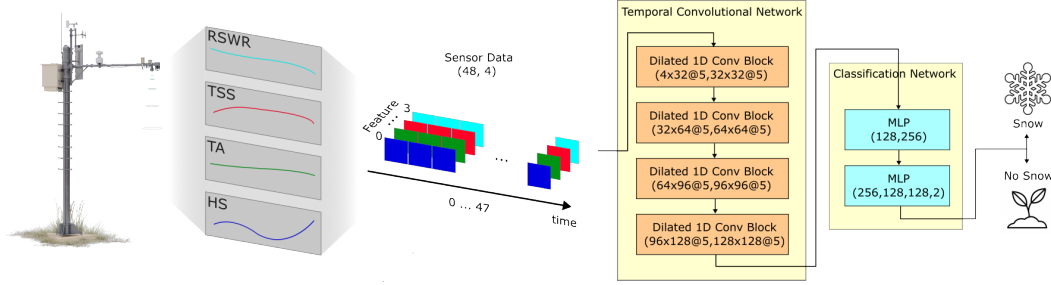 RSWR
TSS
TA
HS
Sensor Data
(48, 4)
Feature
0 ... 3
...
0 ... 47
time
Temporal Convolutional Network
Dilated 1D Conv Block
(4x32@5,32x32@5)
Dilated 1D Conv Block
(32x64@5,64x64@5)
Dilated 1D Conv Block
(64x96@5,96x96@5)
Dilated 1D Conv Block
(96x128@5,128x128@5)
Classification Network
MLP
(128,256)
MLP
(256,128,128,2)
Snow
No Snow